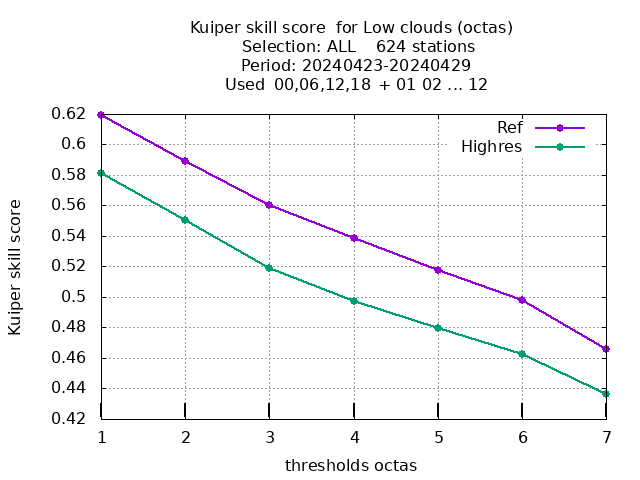 Kuiper skill score  for Low clouds (octas)
Selection: ALL    624 stations
Period: 20240423-20240429
Used  00,06,12,18  + 01 02 ... 12
Ref
Highres
Kuiper skill score
0.62
0.6
0.58
0.56
0.54
0.52
0.5
0.48
0.46
0.44
0.42
1 2 3 4 5 6 7
thresholds octas